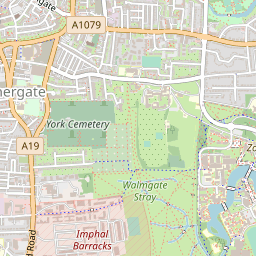 A1079
hergate
York Cemetery
A19
Walmgate
Stray
Imphal
Barracks
d Road